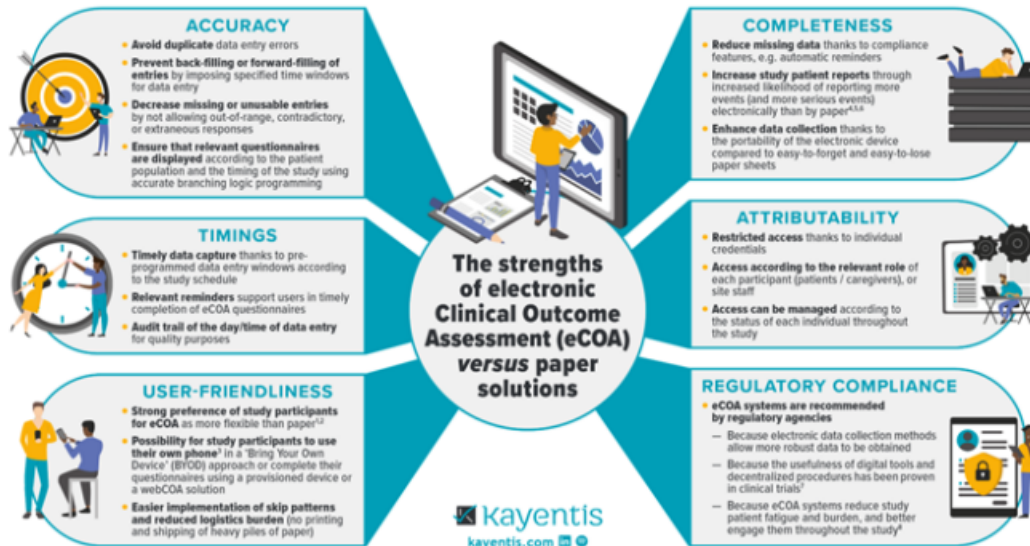 ACCURACY
• Avoid duplicate data entry errors
• Prevent back-filling or forward-filling of
entries by imposing specified time windows
for data entry
• Decrease missing or unusable entries
by not allowing out-of-range, contradictory,
or extraneous responses
• Ensure that relevant questionnaires
are displayed according to the patient
population and the timing of the study using
accurate branching logic programming
TIMINGS
• Timely data capture thanks to pre-
programmed data entry windows according
to the study schedule
• Relevant reminders support users in timely
completion of eCOA questionnaires
• Audit trail of the day/time of data entry
for quality purposes
USER-FRIENDLINESS
• Strong preference of study participants
for eCOA as more flexible than paper¹,²
• Possibility for study participants to use
their own phone³ in a 'Bring Your Own
Device' (BYOD) approach or complete their
questionnaires using a provisioned device or
a webCOA solution
• Easier implementation of skip patterns
and reduced logistics burden (no printing
and shipping of heavy piles of paper)
The strengths
of electronic
Clinical Outcome
Assessment (eCOA)
versus paper
solutions
Kayentis
kayentis.com in
COMPLETENESS
• Reduce missing data thanks to compliance
features, e.g. automatic reminders
• Increase study patient reports through
increased likelihood of reporting more
events (and more serious events)
electronically than by paper⁴,⁵,⁶
• Enhance data collection thanks to
the portability of the electronic device
compared to easy-to-forget and easy-to-lose
paper sheets
ATTRIBUTABILITY
• Restricted access thanks to individual
credentials
• Access according to the relevant role of
each participant (patients / caregivers), or
site staff
• Access can be managed according to
the status of each individual throughout
the study
REGULATORY COMPLIANCE
• eCOA systems are recommended
by regulatory agencies
— Because electronic data collection methods
allow more robust data to be obtained
— Because the usefulness of digital tools and
decentralized procedures has been proven
in clinical trials⁷
— Because eCOA systems reduce study
patient fatigue and burden, and better
engage them throughout the study⁸